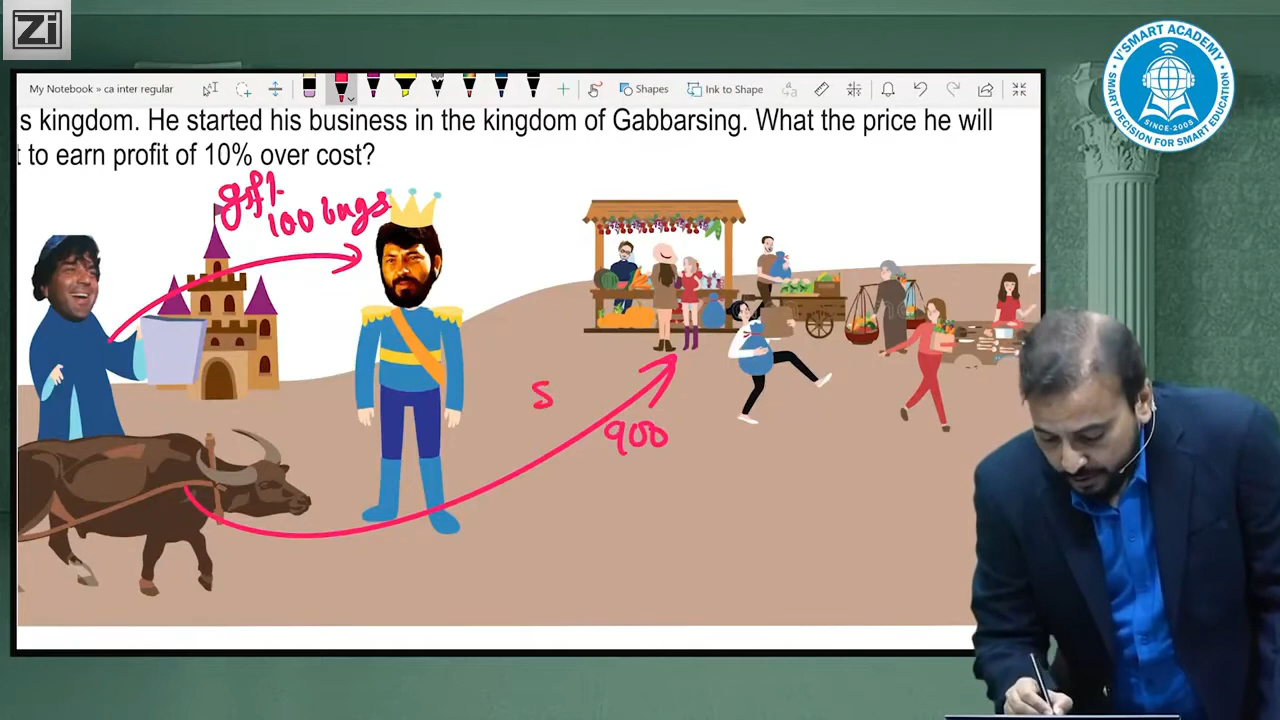 Zi
My Notebook » ca inter regular
Shapes
Ink to Shape
s kingdom. He started his business in the kingdom of Gabbarsing. What the price he will
t to earn profit of 10% over cost?
gift
100 bags
S
900
V'SMART ACADEMY
SMART DECISION FOR SMART EDUCATION
SINCE-2008